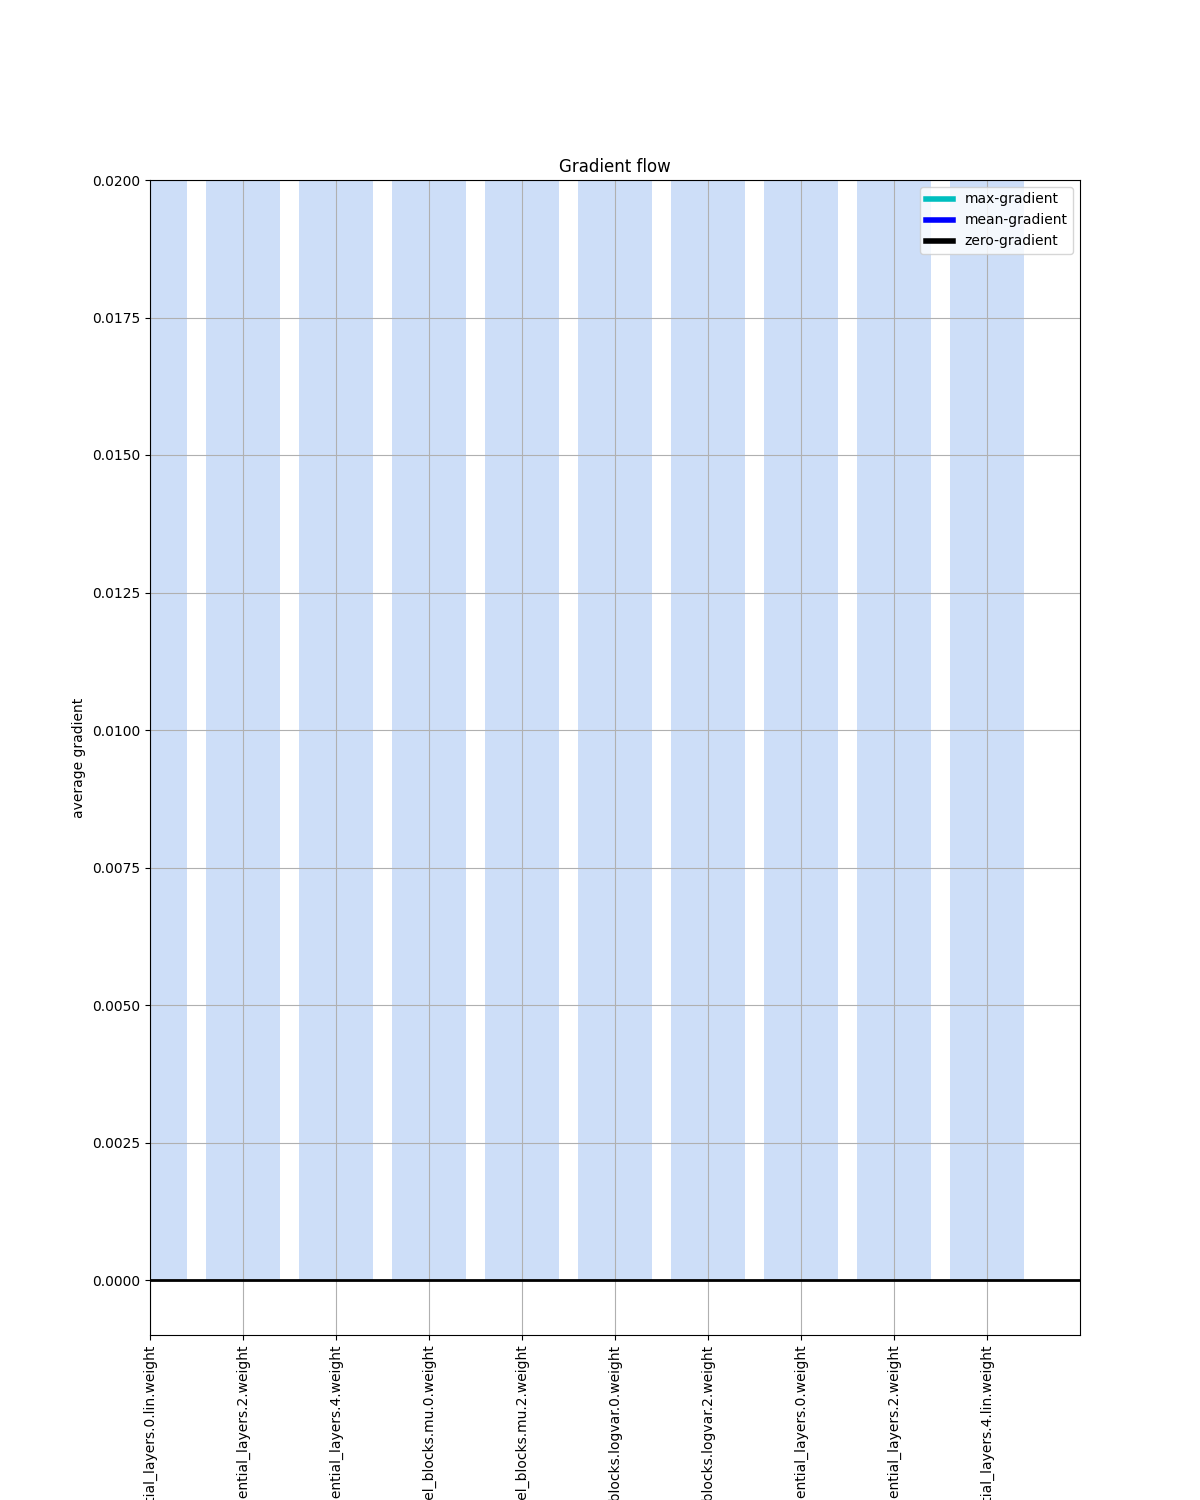 Gradient flow
max-gradient
mean-gradient
zero-gradient
0.0200
0.0175
0.0150
0.0125
0.0100
0.0075
0.0050
0.0025
0.0000
average gradient
tial_layers.0.lin.weight
ential_layers.2.weight
ential_layers.4.weight
el_blocks.mu.0.weight
el_blocks.mu.2.weight
blocks.logvar.0.weight
blocks.logvar.2.weight
ential_layers.0.weight
ential_layers.2.weight
tial_layers.4.lin.weight